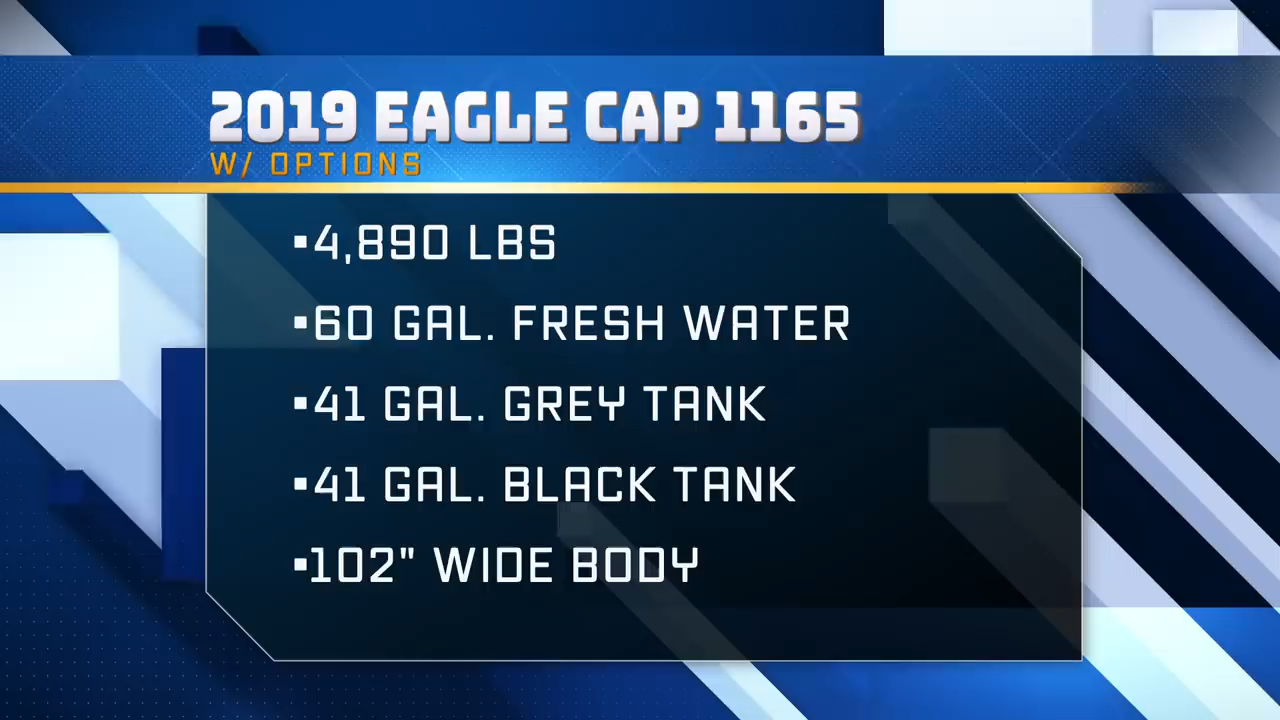 2019 EAGLE CAP 1165
W/ OPTIONS
▪4,890 LBS
▪60 GAL. FRESH WATER
▪41 GAL. GREY TANK
▪41 GAL. BLACK TANK
▪102" WIDE BODY